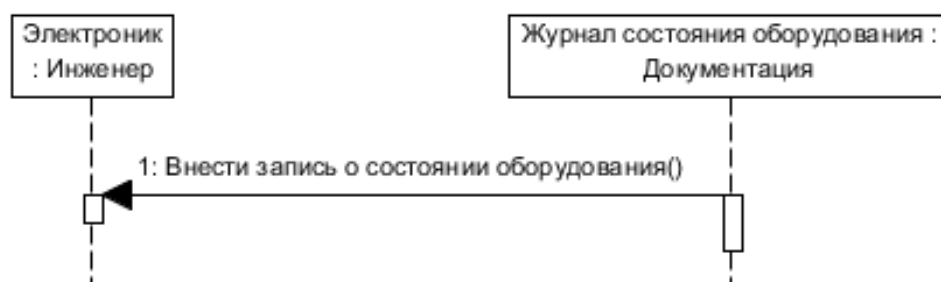 Электроник
: Инженер
Журнал состояния оборудования :
Документация
1: Внести запись о состоянии оборудования()